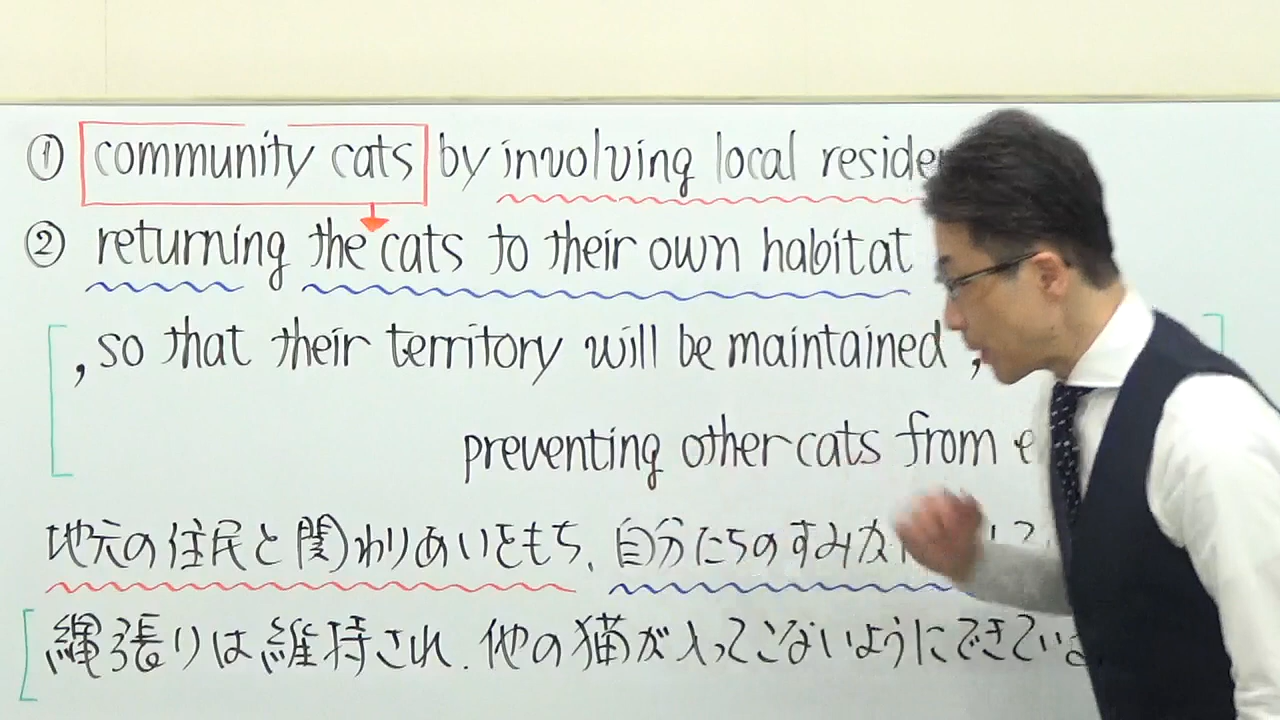 ① community cats by involving local
② returning the cats to their own habitat
, so that their territory will be maintained ,
preventing other cats from
地元の住民と関わりあいをもち、自分たちのすみか
縄張りは維持され、他の猫が入ってこないようにできている